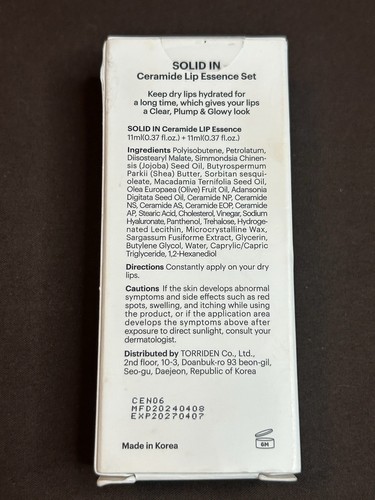 SOLID IN
Ceramide Lip Essence Set
Keep dry lips hydrated for
a long time, which gives your lips
a Clear, Plump & Glowy look
SOLID IN Ceramide LIP Essence
11ml(0.37 fl.oz.) + 11ml(0.37 fl.oz.)
Ingredients Polyisobutene, Petrolatum,
Diisostearyl Malate, Simmondsia Chinen-
sis (Jojoba) Seed Oil, Butyrospermum
Parkii (Shea) Butter, Sorbitan sesqui-
oleate, Macadamia Ternifolia Seed Oil,
Olea Europaea (Olive) Fruit Oil, Adansonia
Digitata Seed Oil, Ceramide NP, Ceramide
NS, Ceramide AS, Ceramide EOP, Ceramide
AP, Stearic Acid, Cholesterol, Vinegar, Sodium
Hyaluronate, Panthenol, Trehalose, Hydroge-
nated Lecithin, Microcrystalline Wax,
Sargassum Fusiforme Extract, Glycerin,
Butylene Glycol, Water, Caprylic/Capric
Triglyceride, 1,2-Hexanediol
Directions Constantly apply on your dry
lips.
Cautions If the skin develops abnormal
symptoms and side effects such as red
spots, swelling, and itching while using
the product, or if the application area
develops the symptoms above after
exposure to direct sunlight, consult your
dermatologist.
Distributed by TORRIDEN Co., Ltd.,
2nd floor, 10-3, Doanbuk-ro 93 beon-gil,
Seo-gu, Daejeon, Republic of Korea
CEN06
MFD20240408
EXP20270407
Made in Korea
6M